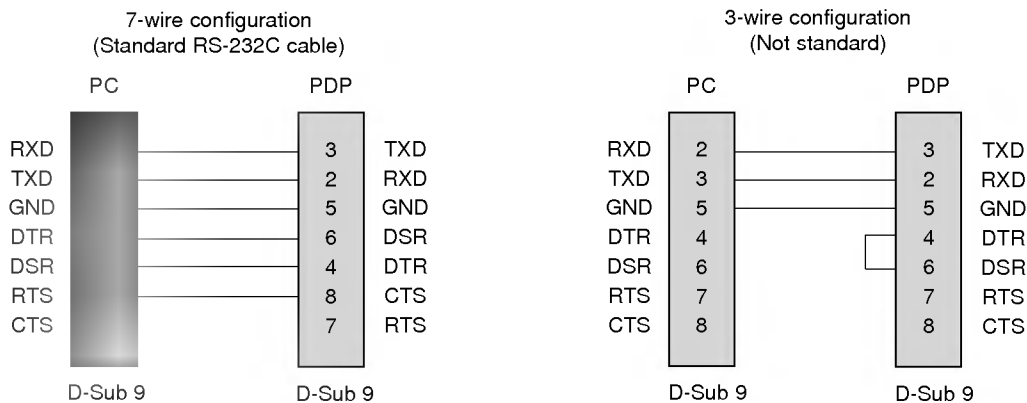 7-wire configuration
(Standard RS-232C cable)
PC PDP
RXD 3 TXD
TXD 2 RXD
GND 5 GND
DTR 6 DSR
DSR 4 DTR
RTS 8 CTS
CTS 7 RTS
D-Sub 9 D-Sub 9
3-wire configuration
(Not standard)
PC PDP
RXD 2 3 TXD
TXD 3 2 RXD
GND 5 5 GND
DTR 4 4 DTR
DSR 6 6 DSR
RTS 7 7 RTS
CTS 8 8 CTS
D-Sub 9 D-Sub 9